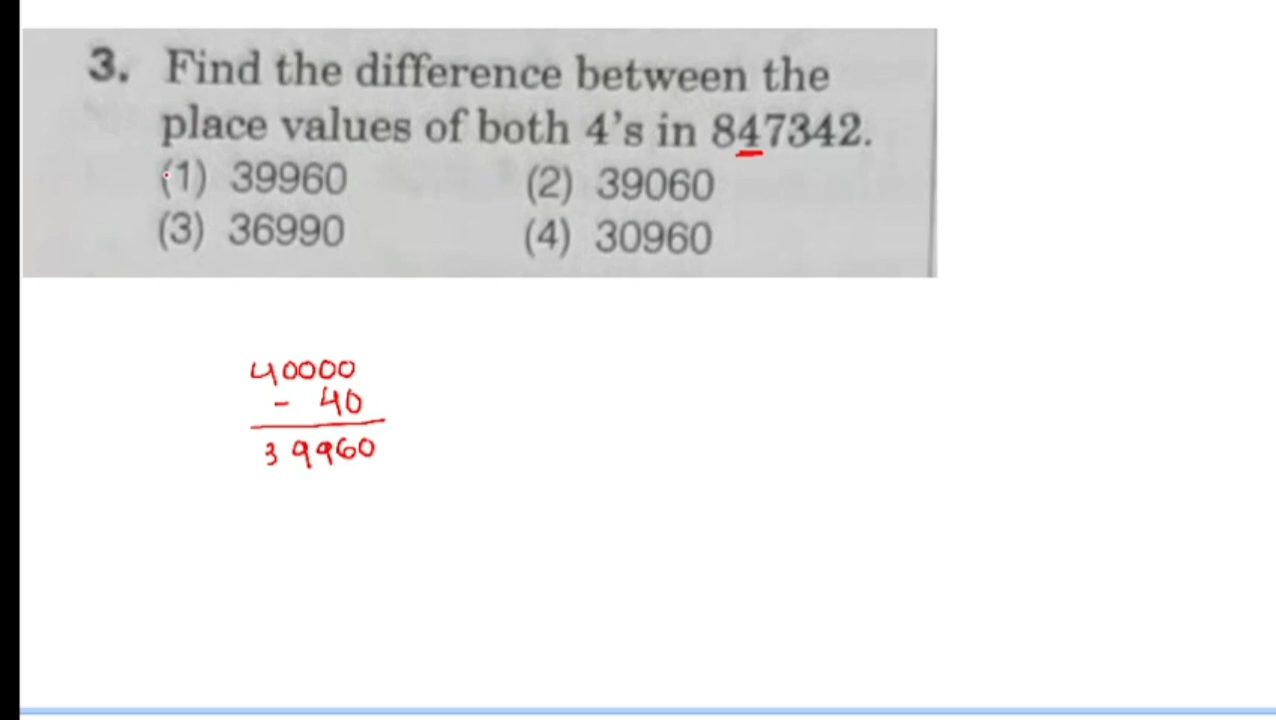 3. Find the difference between the
place values of both 4's in 847342.
(1) 39960 (2) 39060
(3) 36990 (4) 30960
40000
- 40
39960